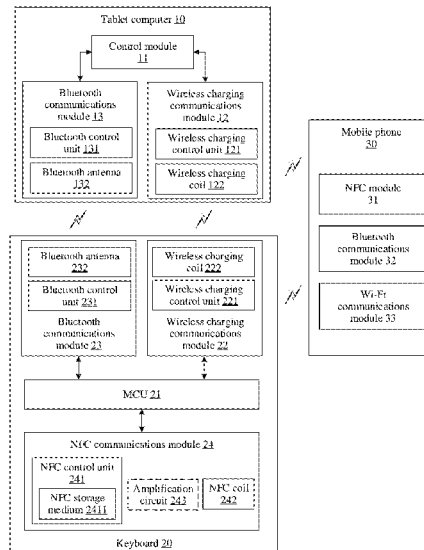 Tablet computer 10
Control module
11
Bluetooth
communications
module 13
Bluetooth control
unit 131
Bluetooth antenna
132
Wireless charging
communications
module 12
Wireless charging
control unit 121
Wireless charging
coil 122
Mobile phone
30
NFC module
31
Bluetooth
communications
module 32
Wi-Fi
communications
module 33
Bluetooth antenna
232
Bluetooth control
unit 231
Bluetooth
communications
module 23
Wireless charging
coil 222
Wireless charging
control unit 221
Wireless charging
communications
module 22
MCU 21
NFC communications module 24
NFC control unit
241
NFC storage
medium 2411
Amplification
circuit 243
NFC coil
242
Keyboard 20